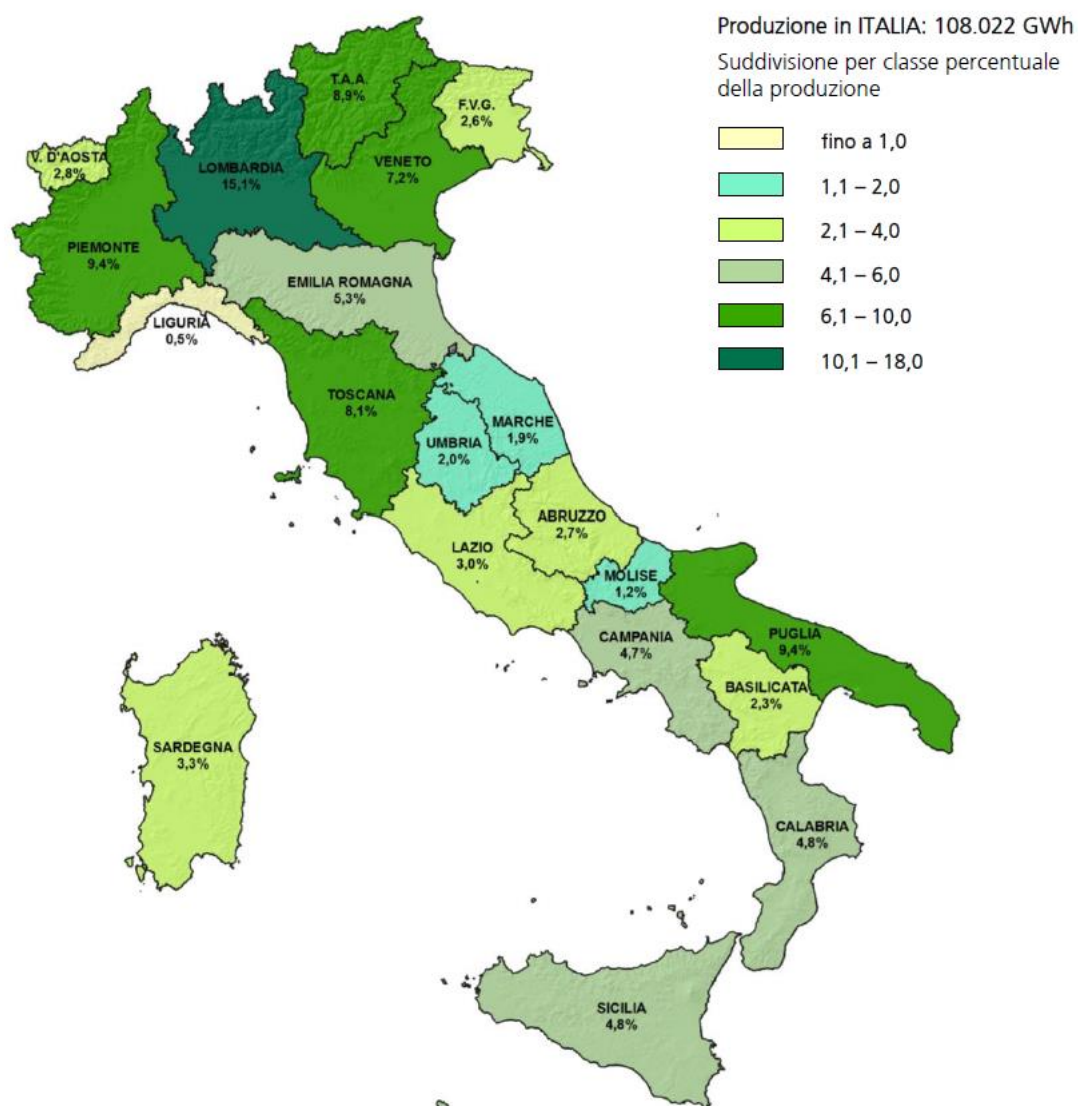 Produzione in ITALIA: 108.022 GWh
Suddivisione per classe percentuale
della produzione
fino a 1,0
1,1 – 2,0
2,1 – 4,0
4,1 – 6,0
6,1 – 10,0
10,1 – 18,0
T.A.A.
8,9%
F.V.G.
2,6%
V. D'AOSTA
2,8%
LOMBARDIA
15,1%
VENETO
7,2%
PIEMONTE
9,4%
EMILIA ROMAGNA
5,3%
LIGURIA
0,5%
TOSCANA
8,1%
MARCHE
1,9%
UMBRIA
2,0%
ABRUZZO
2,7%
LAZIO
3,0%
MOLISE
1,2%
CAMPANIA
4,7%
PUGLIA
9,4%
BASILICATA
2,3%
SARDEGNA
3,3%
CALABRIA
4,8%
SICILIA
4,8%